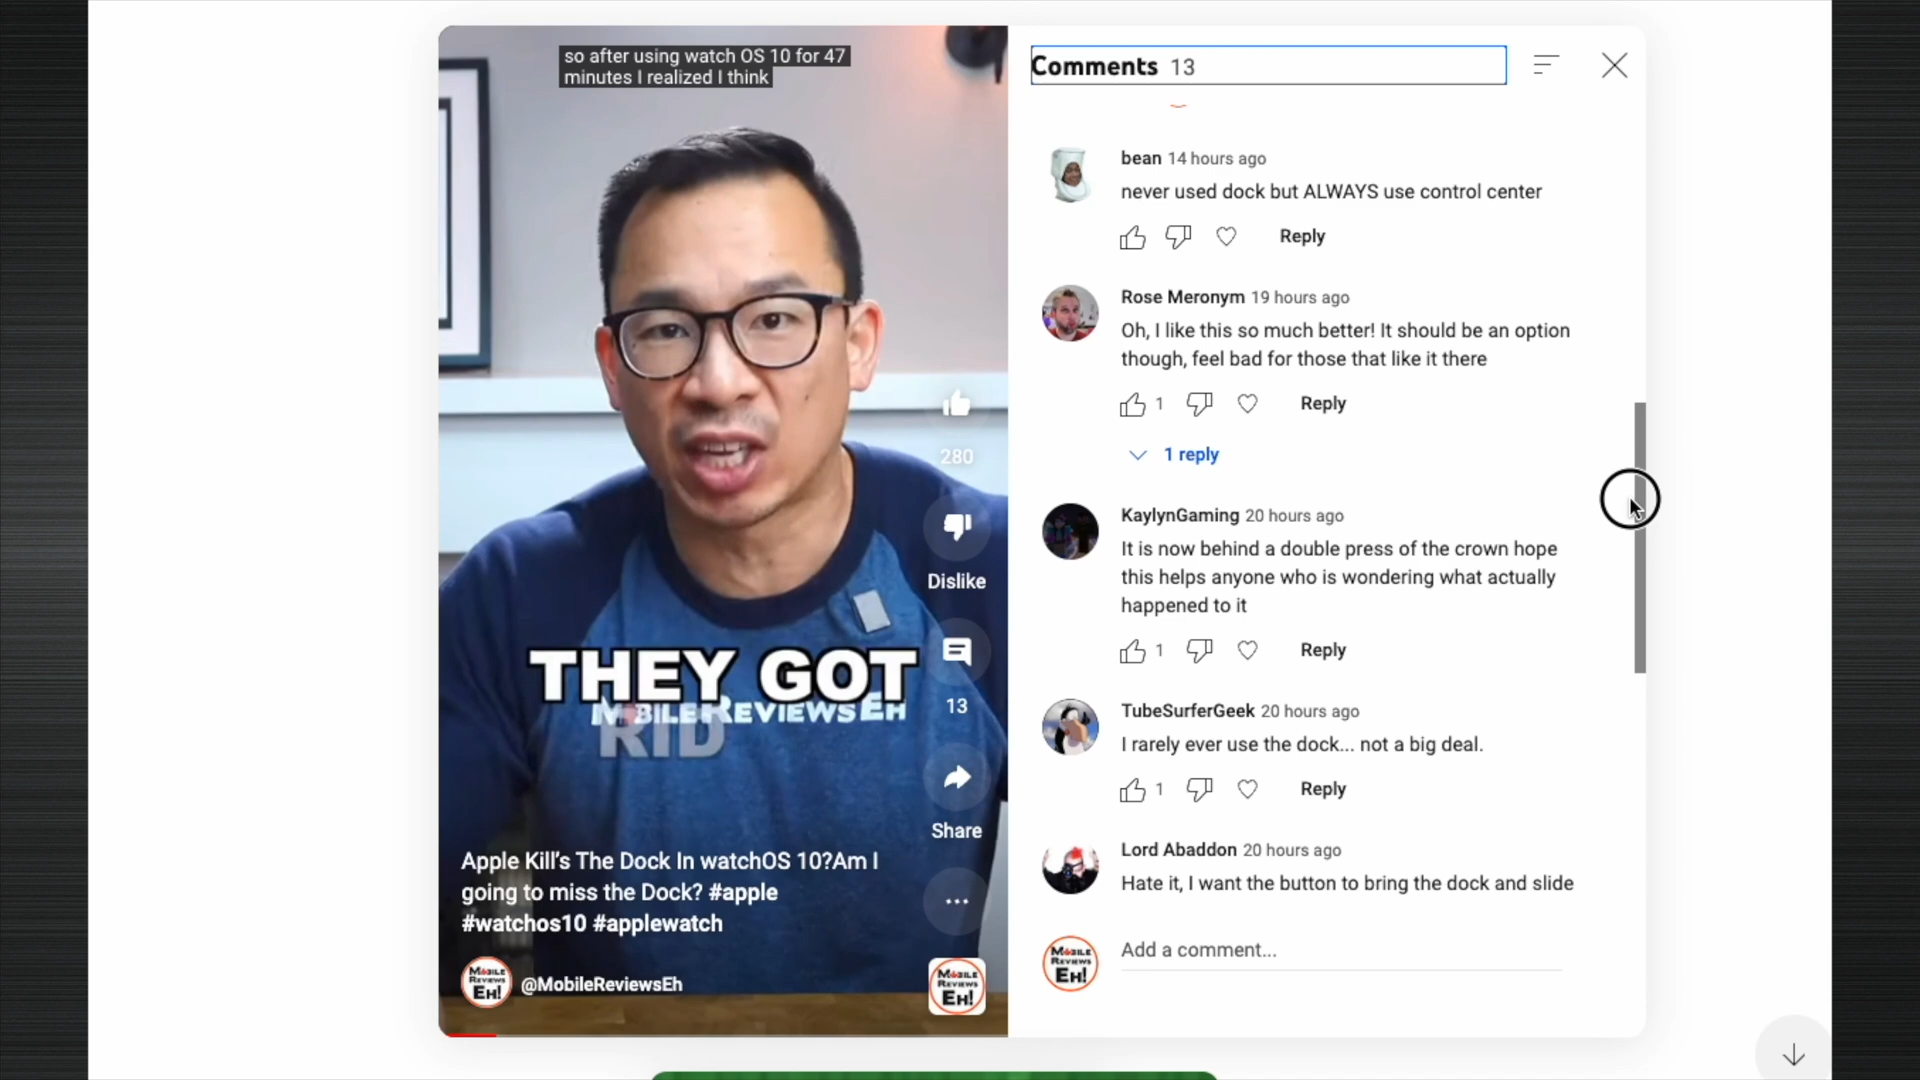 so after using watch OS 10 for 47
minutes I realized I think
THEY GOT
MOBILEREVIEWSEH
RID
280
Dislike
13
Share
Apple Kill's The Dock In watchOS 10?Am I
going to miss the Dock? #apple
#watchos10 #applewatch
MOBILE
REVIEWS
EH!
@MobileReviewsEh
MOBILE
REVIEWS
EH!
Comments 13
bean 14 hours ago
never used dock but ALWAYS use control center
Reply
Rose Meronym 19 hours ago
Oh, I like this so much better! It should be an option
though, feel bad for those that like it there
1 Reply
1 reply
KaylynGaming 20 hours ago
It is now behind a double press of the crown hope
this helps anyone who is wondering what actually
happened to it
1 Reply
TubeSurferGeek 20 hours ago
I rarely ever use the dock... not a big deal.
1 Reply
Lord Abaddon 20 hours ago
Hate it, I want the button to bring the dock and slide
MOBILE
REVIEWS
EH!
Add a comment...